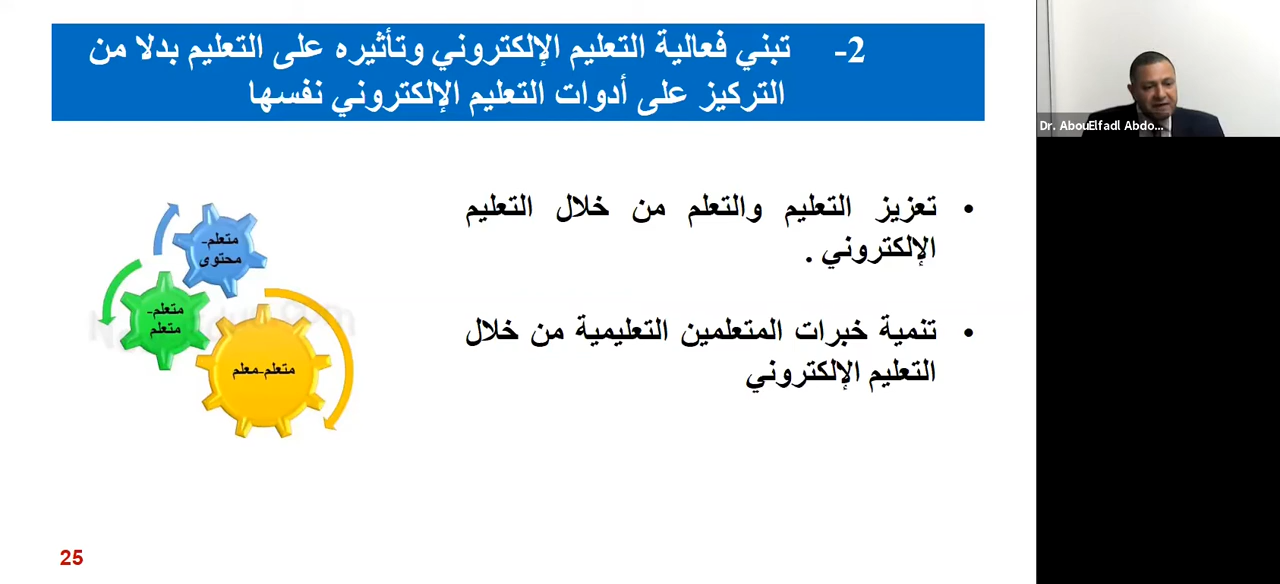 2- تبني فعالية التعليم الإلكتروني وتأثيره على التعليم بدلا من
التركيز على أدوات التعليم الإلكتروني نفسها
• تعزيز التعليم والتعلم من خلال التعليم
الإلكتروني .
• تنمية خبرات المتعلمين التعليمية من خلال
التعليم الإلكتروني
متعلم-
محتوى
متعلم-
متعلم
متعلم-معلم
25
Dr. AbouElfadl Abdo...